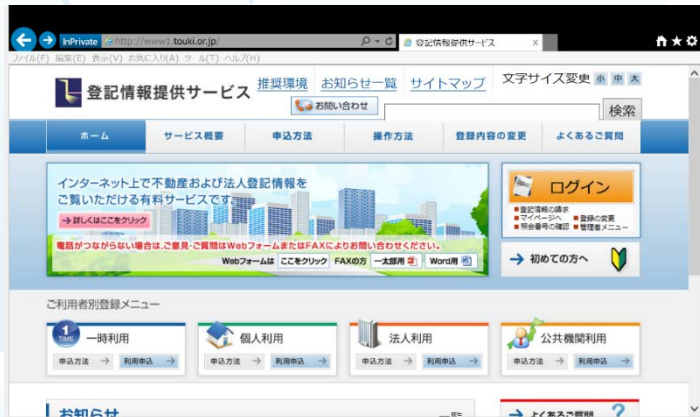 InPrivate http://www1.touki.or.jp/ 登記情報提供サービス ×
ファイル(F) 編集(E) 表示(V) お気に入り(A) ツール(T) ヘルプ(H)
登記情報提供サービス
推奨環境 お知らせ一覧 サイトマップ 文字サイズ変更 小 中 大
お問い合わせ 検索
ホーム サービス概要 申込方法 操作方法 登録内容の変更 よくあるご質問
インターネット上で不動産および法人登記情報を
ご覧いただける有料サービスです。
→詳しくはここをクリック
電話がつながらない場合は、ご意見・ご質問はWebフォームまたはFAXによりお問い合わせください。
Webフォームは ここをクリック FAXの方 一太郎用 Word用
ログイン
■登記情報の請求
■マイページへ ■登録の変更
■照会番号の確認 ■管理者メニュー
→ 初めての方へ
ご利用者別登録メニュー
1 TIME 一時利用
申込方法 → 利用申込 →
個人利用
申込方法 → 利用申込 →
法人利用
申込方法 → 利用申込 →
公共機関利用
申込方法 → 利用申込 →
お知らせ
→ よくあるご質問 ?